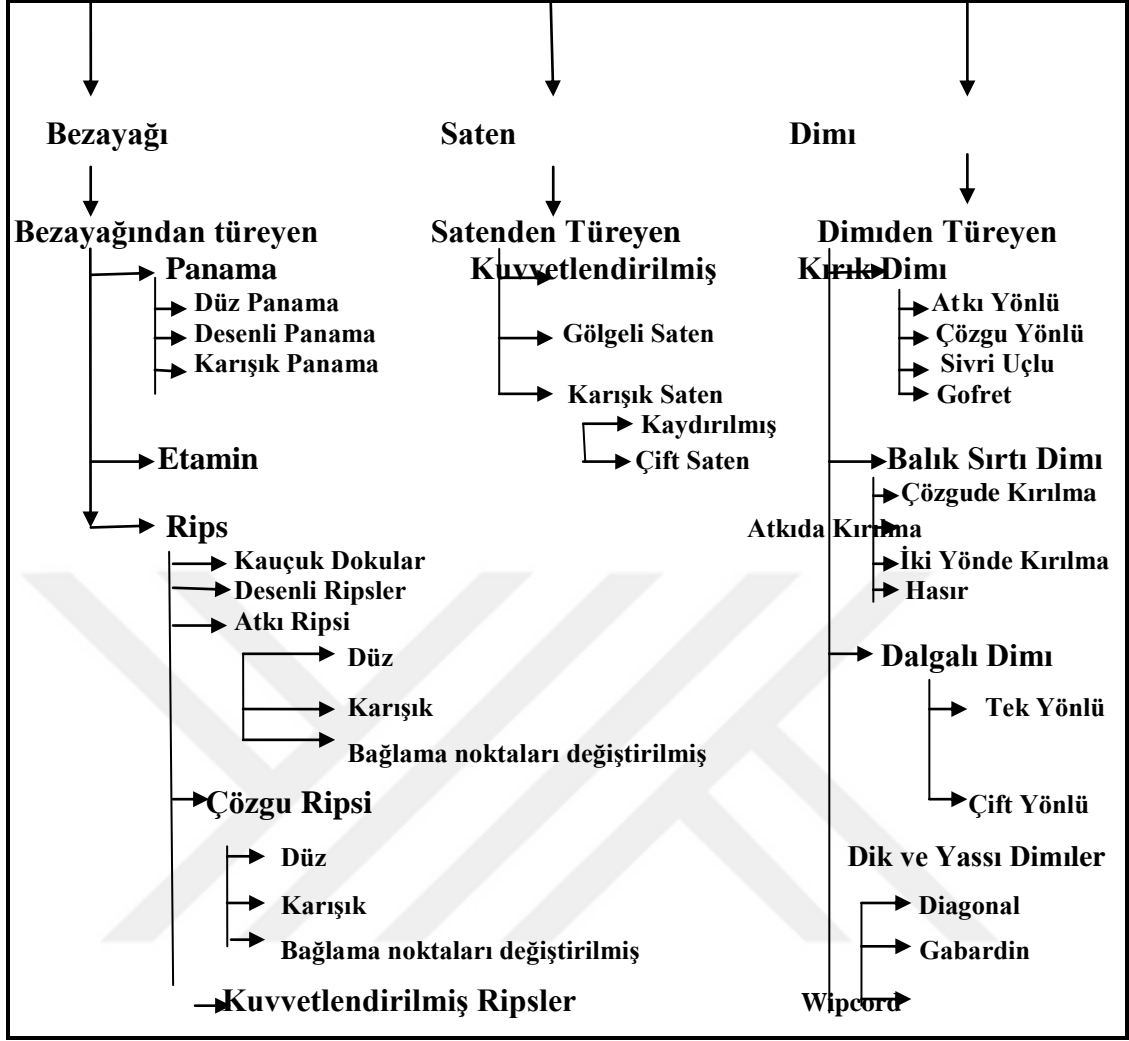 Bezayağı
Bezayağından türeyen
Panama
Düz Panama
Desenli Panama
Karışık Panama
Etamin
Rips
Kauçuk Dokular
Desenli Ripsler
Atkı Ripsi
Düz
Karışık
Bağlama noktaları değiştirilmiş
Çözgu Ripsi
Düz
Karışık
Bağlama noktaları değiştirilmiş
Kuvvetlendirilmiş Ripsler
Saten
Satenden Türeyen
Kuvvetlendirilmiş
Gölgeli Saten
Karışık Saten
Kaydırılmış
Çift Saten
Dimı
Dimıden Türeyen
Kırık Dimı
Atkı Yönlü
Çözgu Yönlü
Sivri Uçlu
Gofret
Balık Sırtı Dimı
Çözgude Kırılma
Atkıda Kırılma
İki Yönde Kırılma
Hasır
Dalgalı Dimı
Tek Yönlü
Çift Yönlü
Dik ve Yassı Dimıler
Diagonal
Gabardin
Wipcord